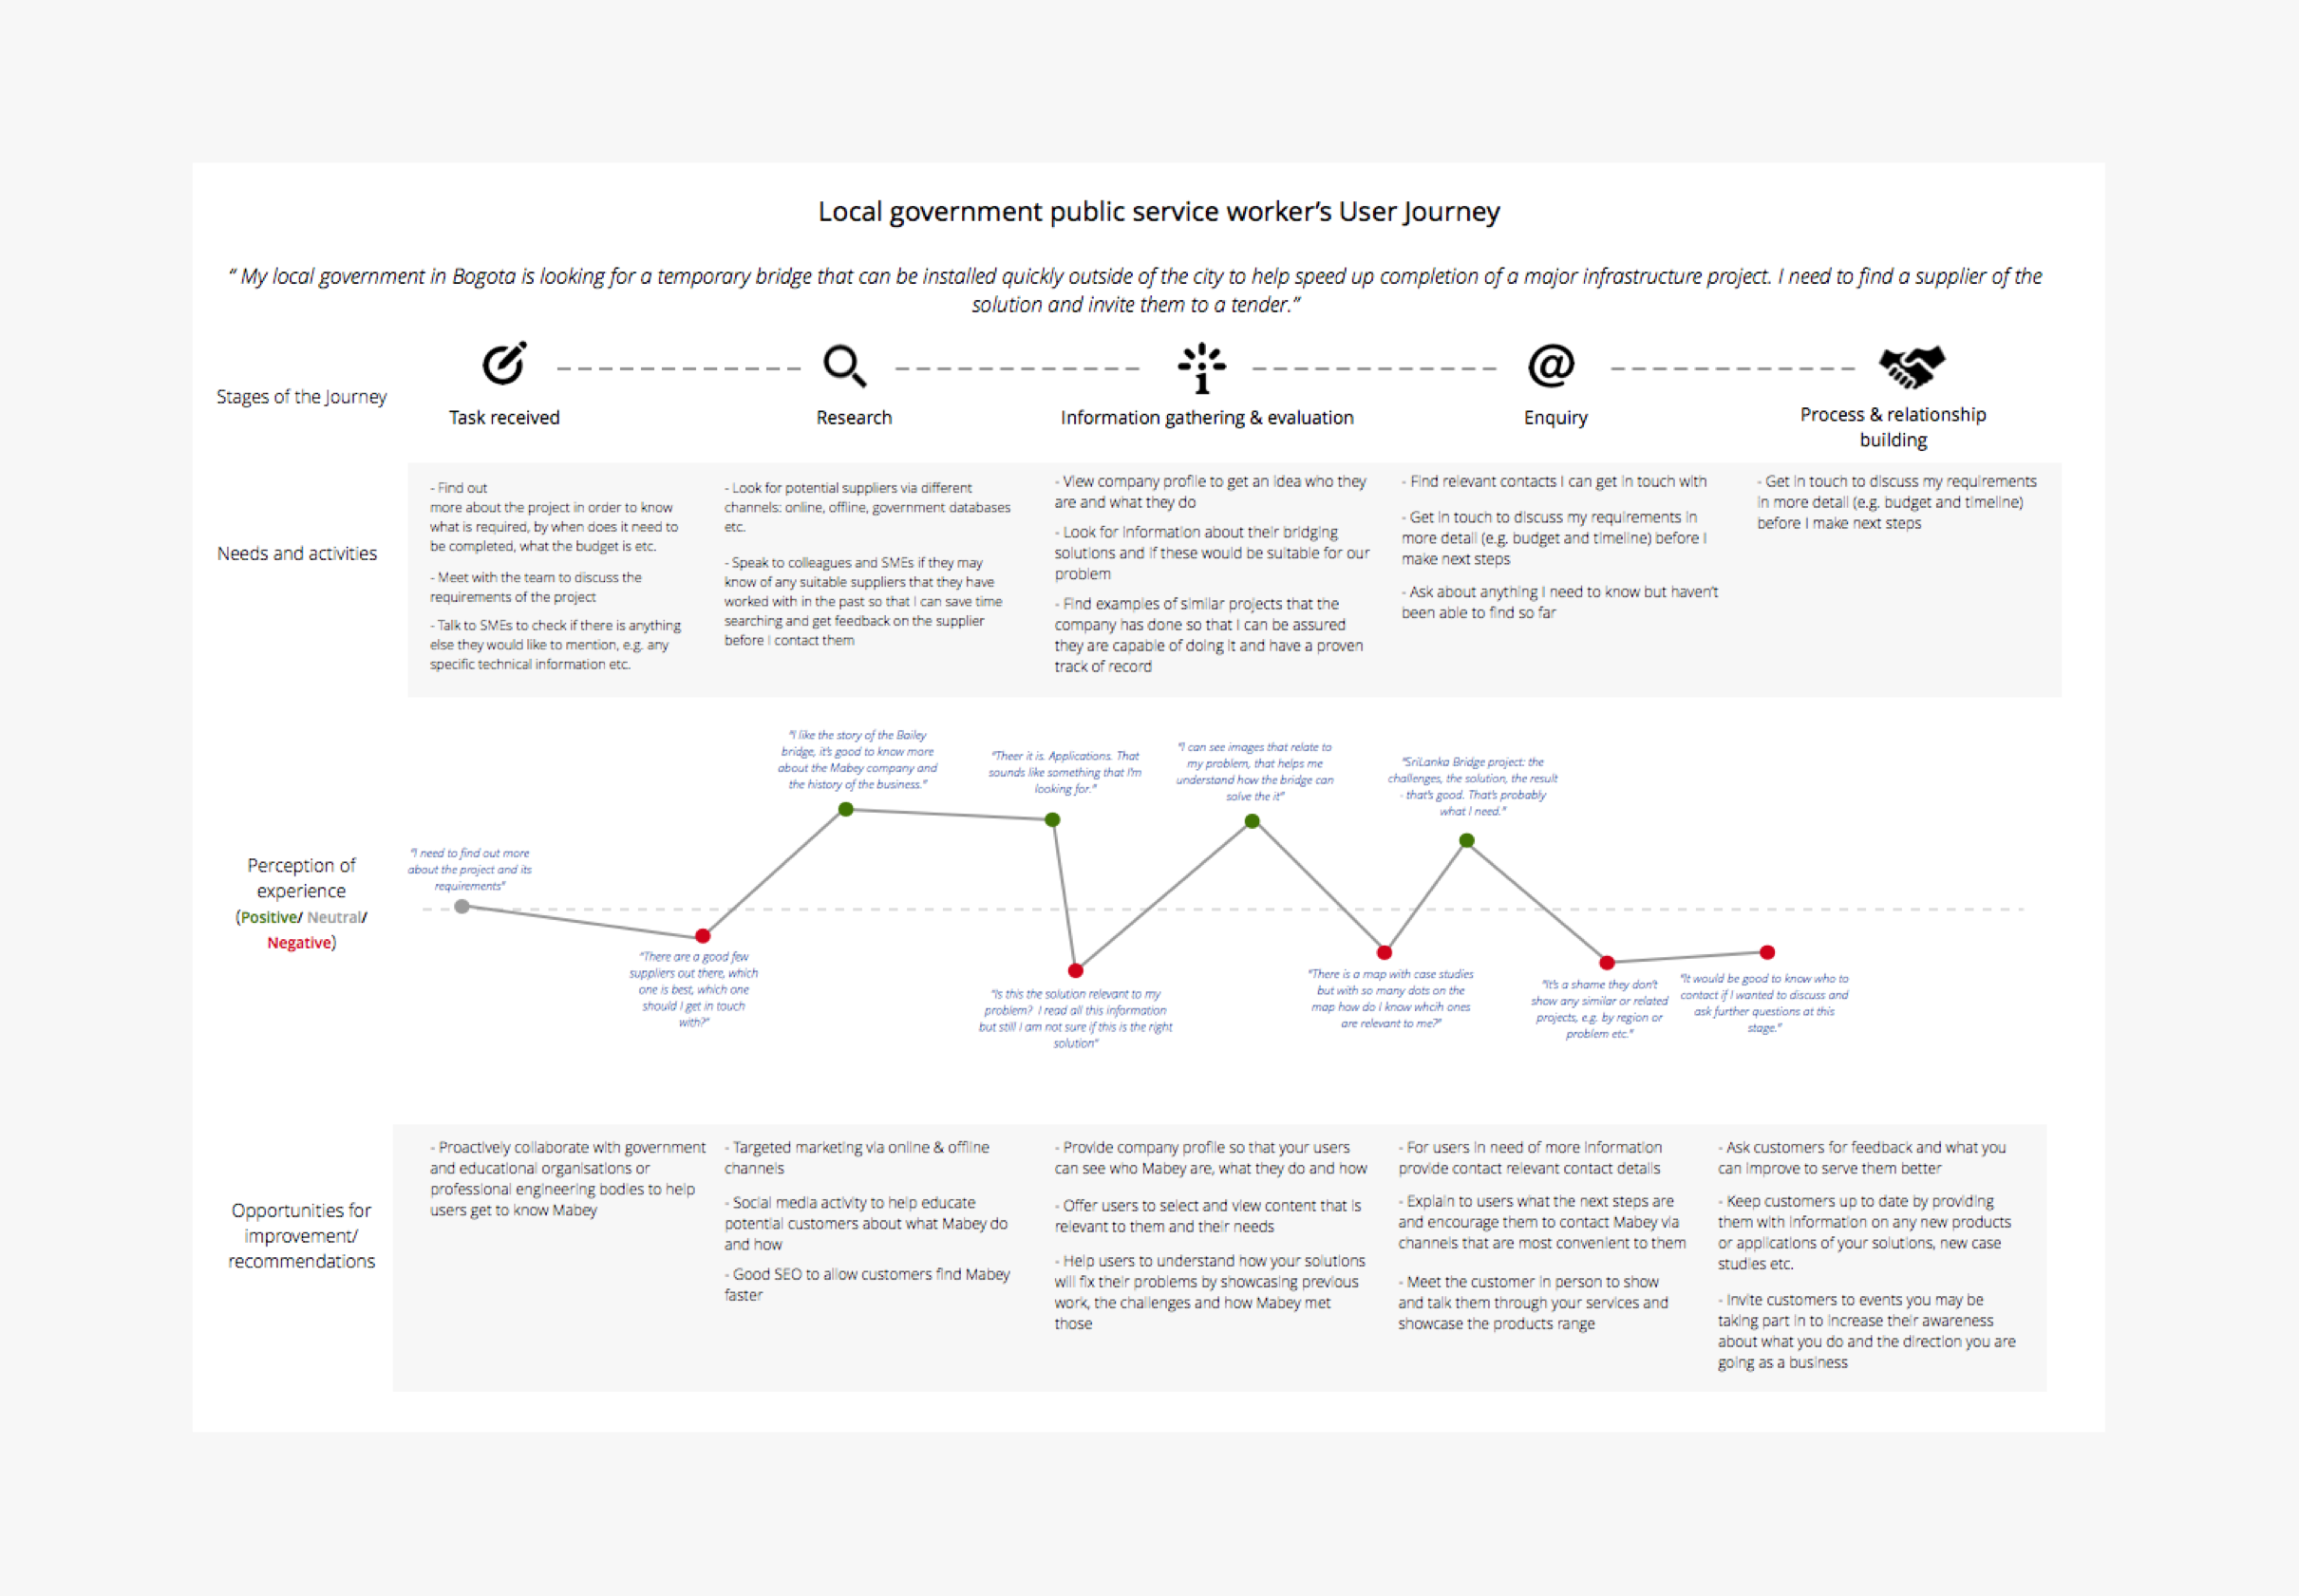 Local government public service worker's User Journey
“ My local government in Bogota is looking for a temporary bridge that can be installed quickly outside of the city to help speed up completion of a major infrastructure project. I need to find a supplier of the
solution and invite them to a tender.”
Stages of the Journey
Task received
Research
Information gathering & evaluation
Enquiry
Process & relationship
building
Needs and activities
- Find out
more about the project in order to know
what is required, by when does it need to
be completed, what the budget is etc.
- Meet with the team to discuss the
requirements of the project
- Talk to SMEs to check if there is anything
else they would like to mention, e.g. any
specific technical information etc.
- Look for potential suppliers via different
channels: online, offline, government databases
etc.
- Speak to colleagues and SMEs if they may
know of any suitable suppliers that they have
worked with in the past so that I can save time
searching and get feedback on the supplier
before I contact them
- View company profile to get an idea who they
are and what they do
- Look for information about their bridging
solutions and if these would be suitable for our
problem
- Find examples of similar projects that the
company has done so that I can be assured
they are capable of doing it and have a proven
track of record
- Find relevant contacts I can get in touch with
- Get in touch to discuss my requirements in
more detail (e.g. budget and timeline) before I
make next steps
- Ask about anything I need to know but haven't
been able to find so far
- Get in touch to discuss my requirements
in more detail (e.g. budget and timeline)
before I make next steps
Perception of
experience
(Positive/ Neutral/
Negative)
"I need to find out more
about the project and its
requirements"
"There are a good few
suppliers out there, which
one is best, which one
should I get in touch
with?"
"I like the story of the Bailey
bridge, it's good to know more
about the Mabey company and
the history of the business."
"Theer it is. Applications. That
sounds like something that I'm
looking for."
"Is this the solution relevant to my
problem? I read all this information
but still I am not sure if this is the right
solution"
"I can see images that relate to
my problem, that helps me
understand how the bridge can
solve the it"
"There is a map with case studies
but with so many dots on the
map how do I know whcih ones
are relevant to me?"
"SriLanka Bridge project: the
challenges, the solution, the result
- that's good. That's probably
what I need."
"It's a shame they don't
show any similar or related
projects, e.g. by region or
problem etc."
"It would be good to know who to
contact if I wanted to discuss and
ask further questions at this
stage."
Opportunities for
improvement/
recommendations
- Proactively collaborate with government
and educational organisations or
professional engineering bodies to help
users get to know Mabey
- Targeted marketing via online & offline
channels
- Social media activity to help educate
potential customers about what Mabey do
and how
- Good SEO to allow customers find Mabey
faster
- Provide company profile so that your users
can see who Mabey are, what they do and how
- Offer users to select and view content that is
relevant to them and their needs
- Help users to understand how your solutions
will fix their problems by showcasing previous
work, the challenges and how Mabey met
those
- For users in need of more information
provide contact relevant contact details
- Explain to users what the next steps are
and encourage them to contact Mabey via
channels that are most convenient to them
- Meet the customer in person to show
and talk them through your services and
showcase the products range
- Ask customers for feedback and what you
can improve to serve them better
- Keep customers up to date by providing
them with information on any new products
or applications of your solutions, new case
studies etc.
- Invite customers to events you may be
taking part in to increase their awareness
about what you do and the direction you are
going as a business